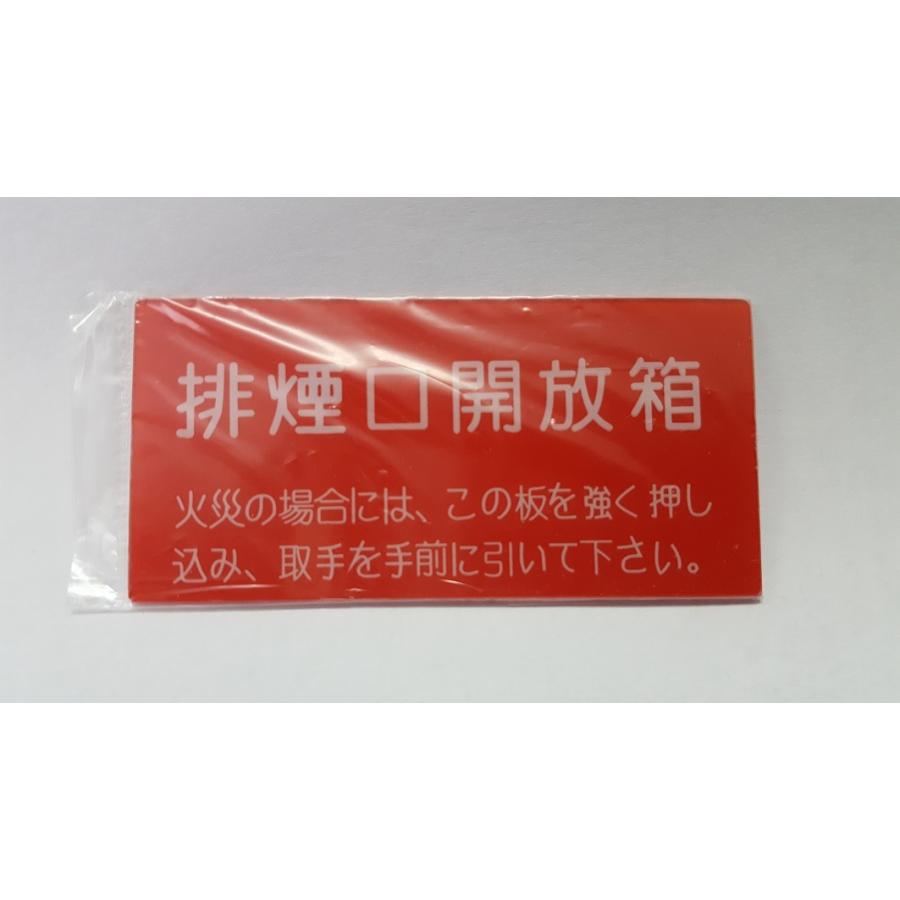 排煙口開放箱
火災の場合には、この板を強く押し
込み、取手を手前に引いて下さい。